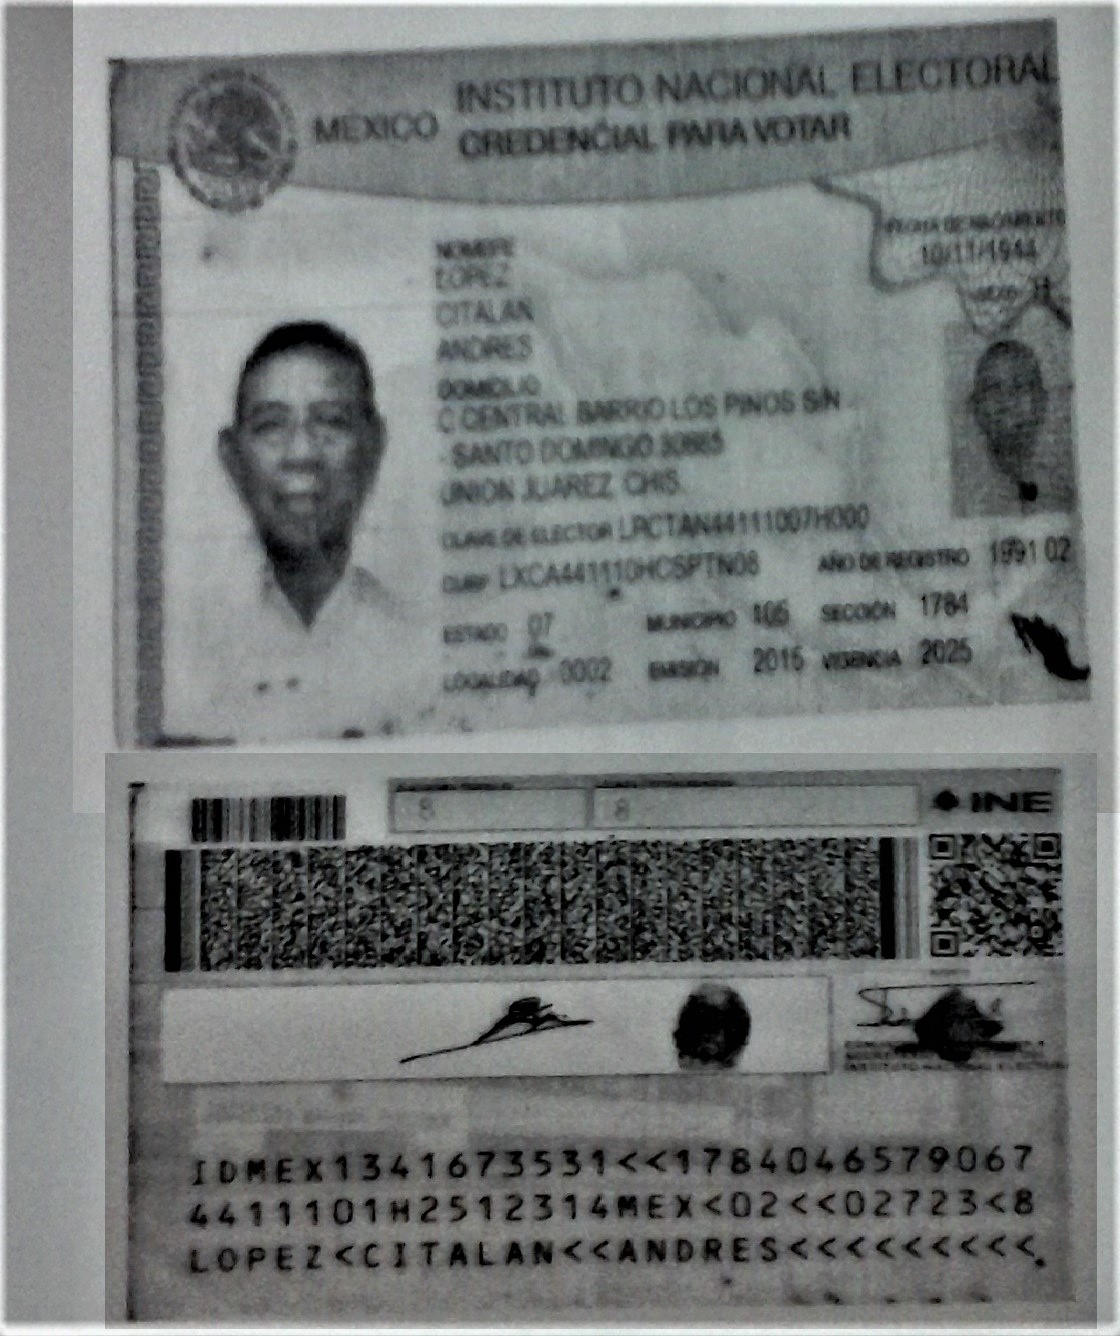 MEXICO
INSTITUTO NACIONAL ELECTORAL
CREDENCIAL PARA VOTAR
NOMBRE
LOPEZ
CITALAN
ANDRES
FECHA DE NACIMIENTO
10/11/1944
SEXO H
DOMICILIO
C CENTRAL BARRIO LOS PINOS S/N
SANTO DOMINGO
UNION JUAREZ, CHIS.
CLAVE DE ELECTOR LPCTAN44111007H000
CURP LXCA441110HCSPTN08 AÑO DE REGISTRO 1991 02
ESTADO 07 MUNICIPIO 105 SECCIÓN 1784
LOCALIDAD 0002 EMISIÓN 2015 VIGENCIA 2025
8 8
INE
IDMEX1341673531<<1784046579067
4411101H2512314MEX<02<<02723<8
LOPEZ<CITALAN<<ANDRES<<<<<<<<<